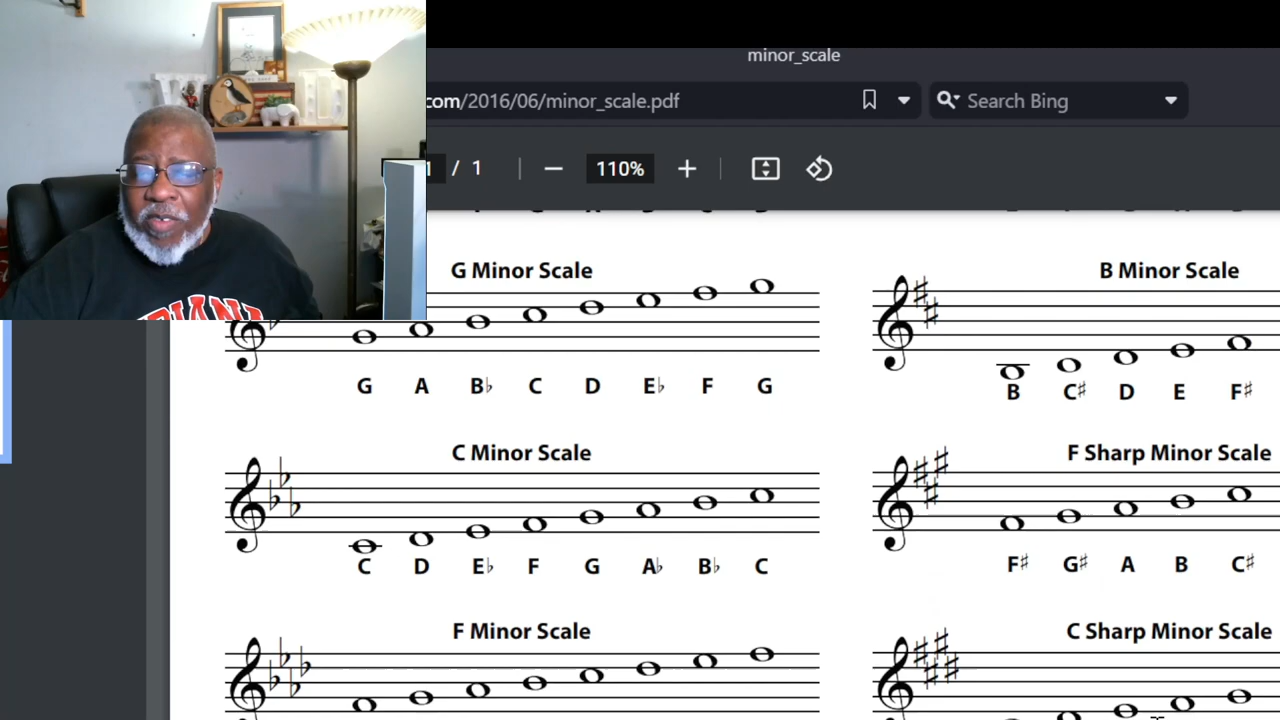 minor_scale
com/2016/06/minor_scale.pdf
Search Bing
1 / 1
110%
G Minor Scale
G A B♭ C D E♭ F G
B Minor Scale
B C♯ D E F♯
C Minor Scale
C D E♭ F G A♭ B♭ C
F Sharp Minor Scale
F♯ G♯ A B C♯
F Minor Scale
C Sharp Minor Scale